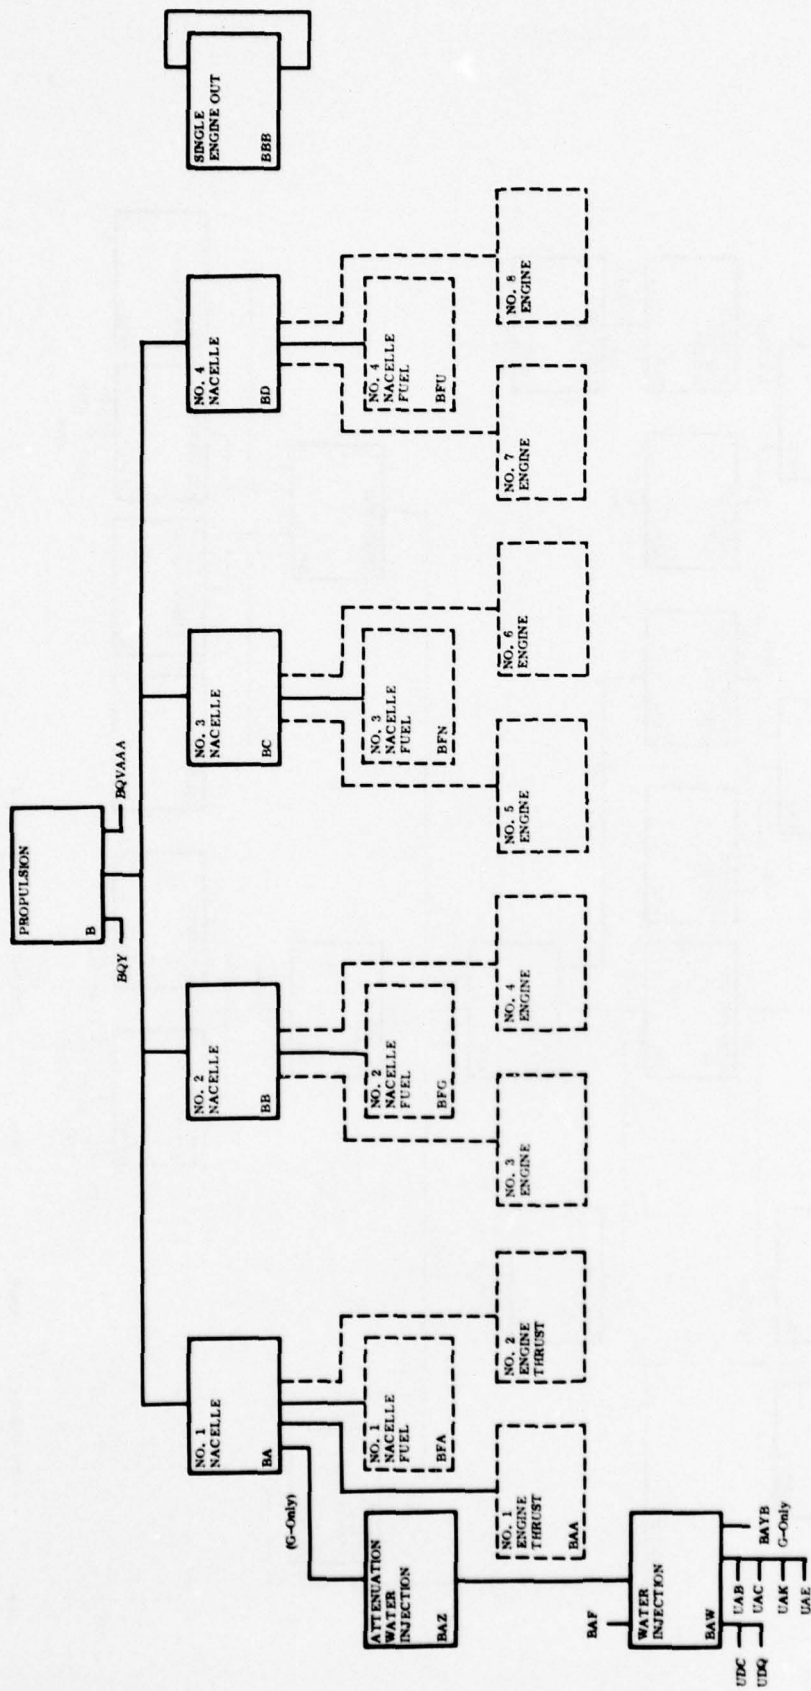 PROPULSION
B
BQY
BQVAAA
NO. 1
NACELLE
BA
NO. 2
NACELLE
BB
NO. 3
NACELLE
BC
NO. 4
NACELLE
BD
SINGLE
ENGINE OUT
BBB
(G-Only)
ATTENUATION
WATER
INJECTION
BAZ
NO. 1
NACELLE
FUEL
BFA
NO. 2
NACELLE
FUEL
BFG
NO. 3
NACELLE
FUEL
BFN
NO. 4
NACELLE
FUEL
BFU
NO. 1
ENGINE
THRUST
BAA
NO. 2
ENGINE
THRUST
NO. 3
ENGINE
NO. 4
ENGINE
NO. 5
ENGINE
NO. 6
ENGINE
NO. 7
ENGINE
NO. 8
ENGINE
BAF
WATER
INJECTION
BAW
UDC
UDQ
UAB
UAC
UAK
UAE
BAYB
G-Only